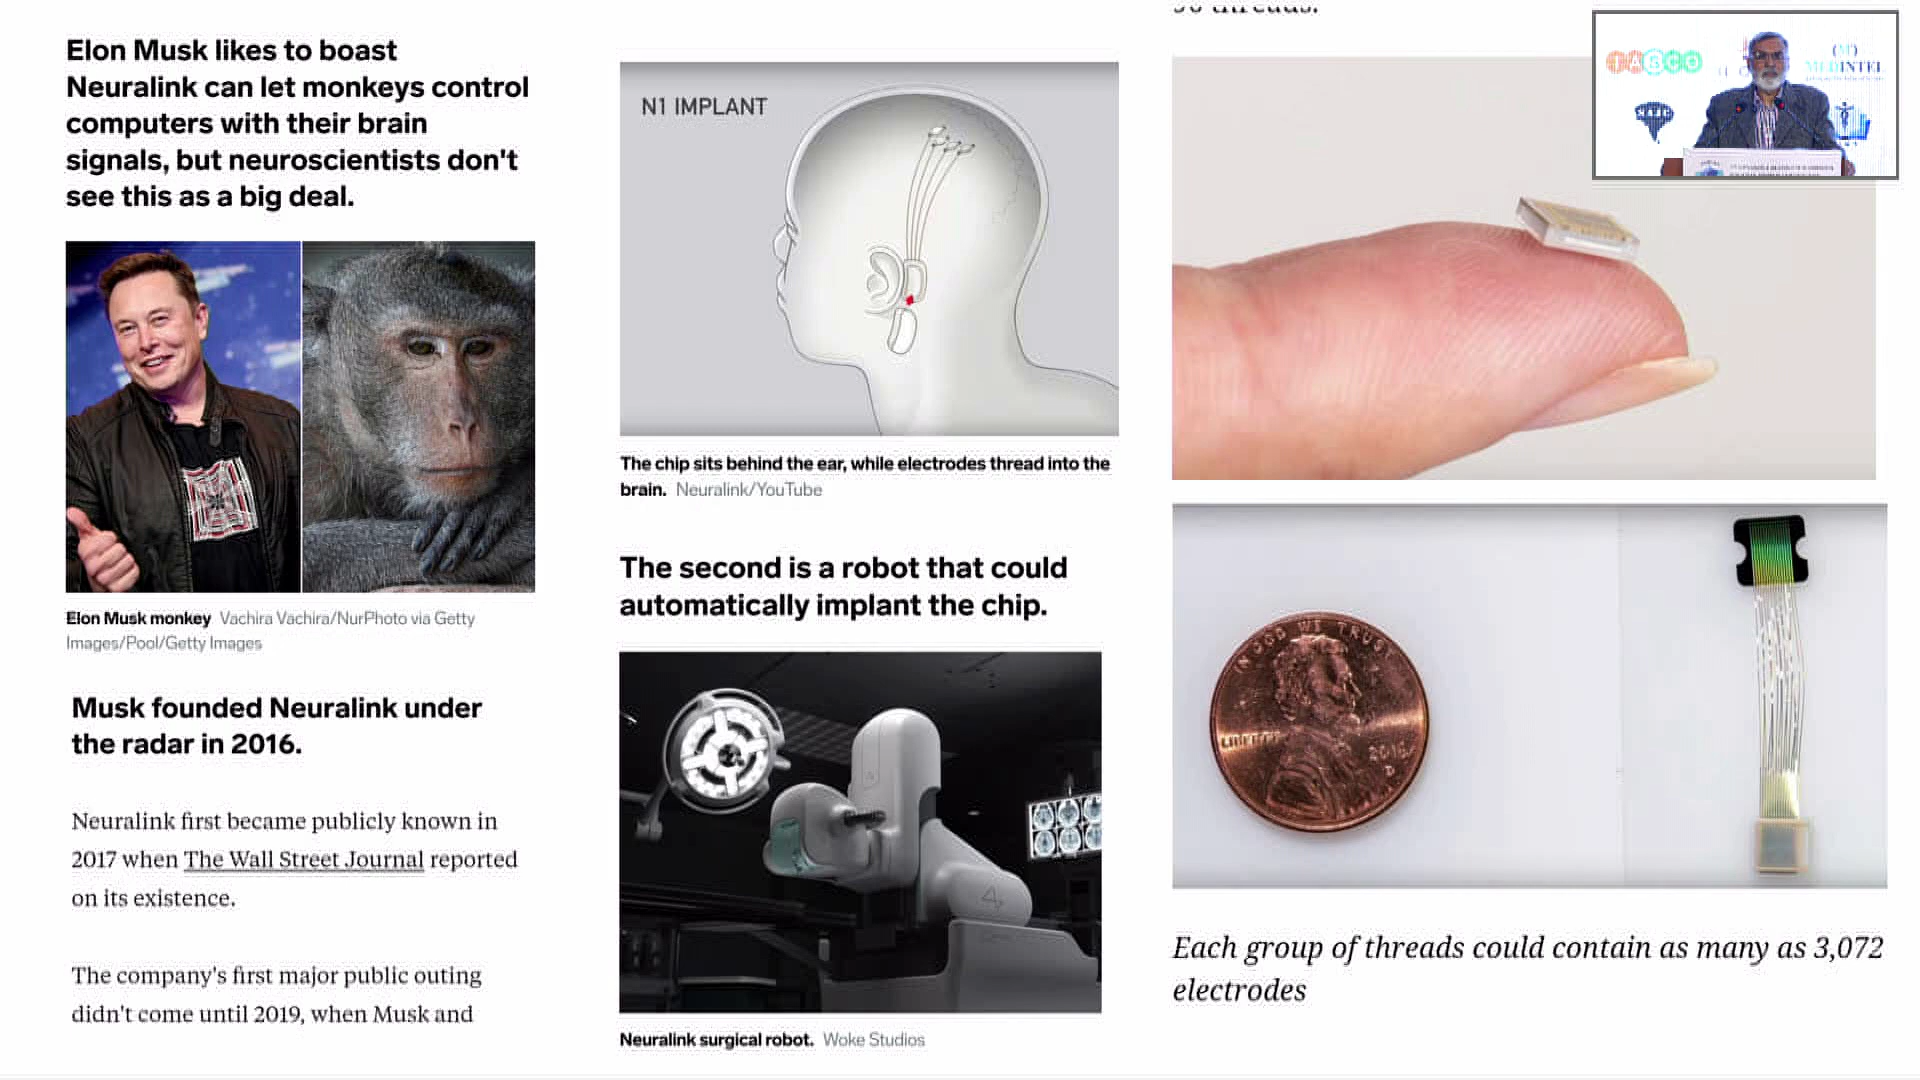 Elon Musk likes to boast
Neuralink can let monkeys control
computers with their brain
signals, but neuroscientists don't
see this as a big deal.
Elon Musk monkey Vachira Vachira/NurPhoto via Getty
Images/Pool/Getty Images
Musk founded Neuralink under
the radar in 2016.
Neuralink first became publicly known in
2017 when The Wall Street Journal reported
on its existence.
The company's first major public outing
didn't come until 2019, when Musk and
N1 IMPLANT
The chip sits behind the ear, while electrodes thread into the
brain. Neuralink/YouTube
The second is a robot that could
automatically implant the chip.
Neuralink surgical robot. Woke Studios
threads.
IASCO
MEDINTEL
IN GOD WE TRUST
LIBERTY
2016
D
Each group of threads could contain as many as 3,072
electrodes